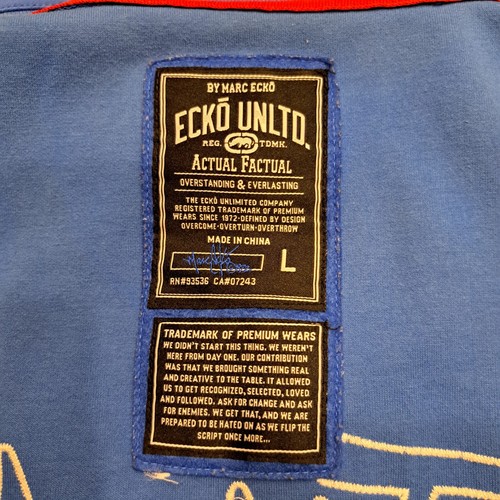 BY MARC ECKŌ
ECKŌ UNLTD.
REG. TDMK.
ACTUAL FACTUAL
OVERSTANDING & EVERLASTING
THE ECKŌ UNLIMITED COMPANY
REGISTERED TRADEMARK OF PREMIUM
WEARS SINCE 1972-DEFINED BY DESIGN
OVERCOME-OVERTURN-OVERTHROW
MADE IN CHINA
L
RN#93536 CA#07243
TRADEMARK OF PREMIUM WEARS
WE DIDN'T START THIS THING. WE WEREN'T
HERE FROM DAY ONE. OUR CONTRIBUTION
WAS THAT WE BROUGHT SOMETHING REAL
AND CREATIVE TO THE TABLE. IT ALLOWED
US TO GET RECOGNIZED, SELECTED, LOVED
AND FOLLOWED. ASK FOR CHANGE AND ASK
FOR ENEMIES. WE GET THAT, AND WE ARE
PREPARED TO BE HATED ON AS WE FLIP THE
SCRIPT ONCE MORE...